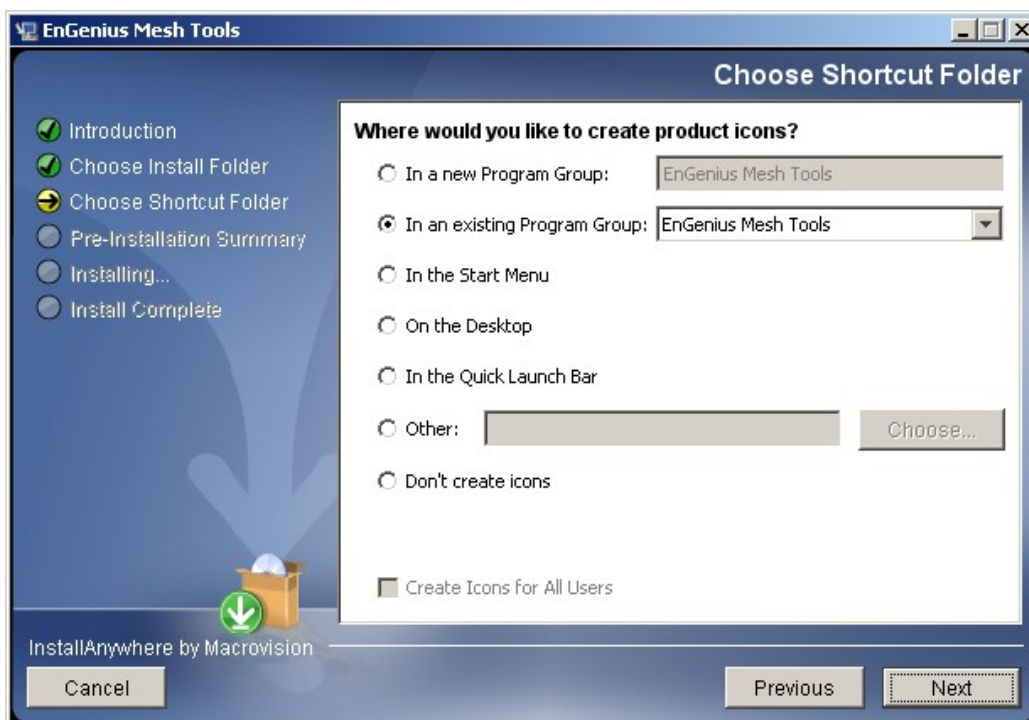 EnGenius Mesh Tools
Choose Shortcut Folder
Introduction
Choose Install Folder
Choose Shortcut Folder
Pre-Installation Summary
Installing...
Install Complete
Where would you like to create product icons?
In a new Program Group: EnGenius Mesh Tools
In an existing Program Group: EnGenius Mesh Tools
In the Start Menu
On the Desktop
In the Quick Launch Bar
Other: Choose...
Don't create icons
Create Icons for All Users
InstallAnywhere by Macrovision
Cancel Previous Next